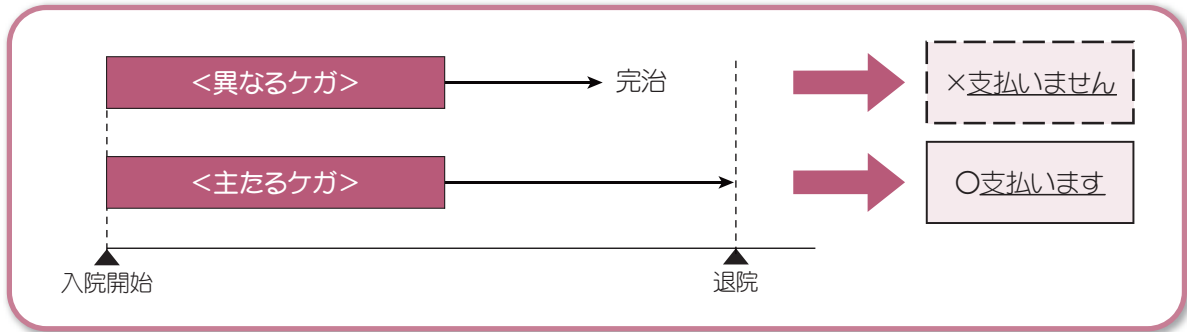 <異なるケガ>
完治
×支払いません
<主たるケガ>
○支払います
入院開始
退院